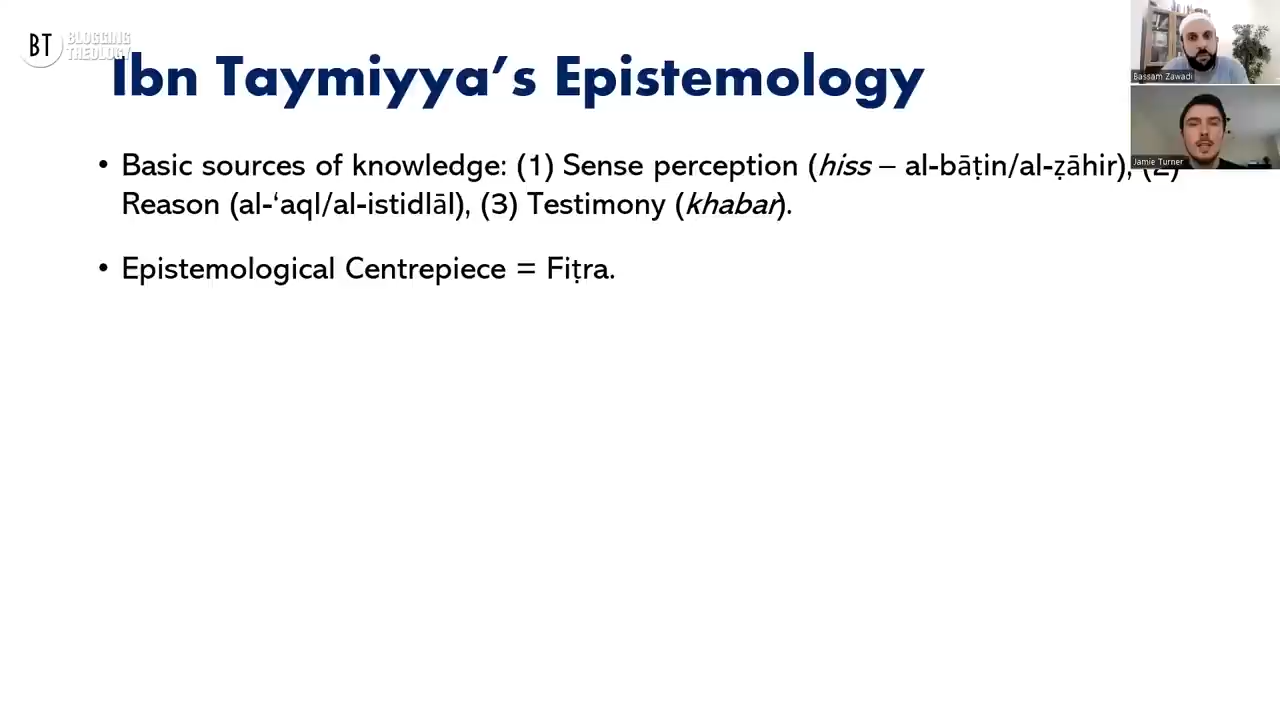 BT BLOGGING
THEOLOGY
Ibn Taymiyya’s Epistemology
Bassam Zawadi
Jamie Turner
• Basic sources of knowledge: (1) Sense perception (hiss – al-bāṭin/al-ẓāhir), (2)
Reason (al-‘aql/al-istidlāl), (3) Testimony (khabar).
• Epistemological Centrepiece = Fiṭra.